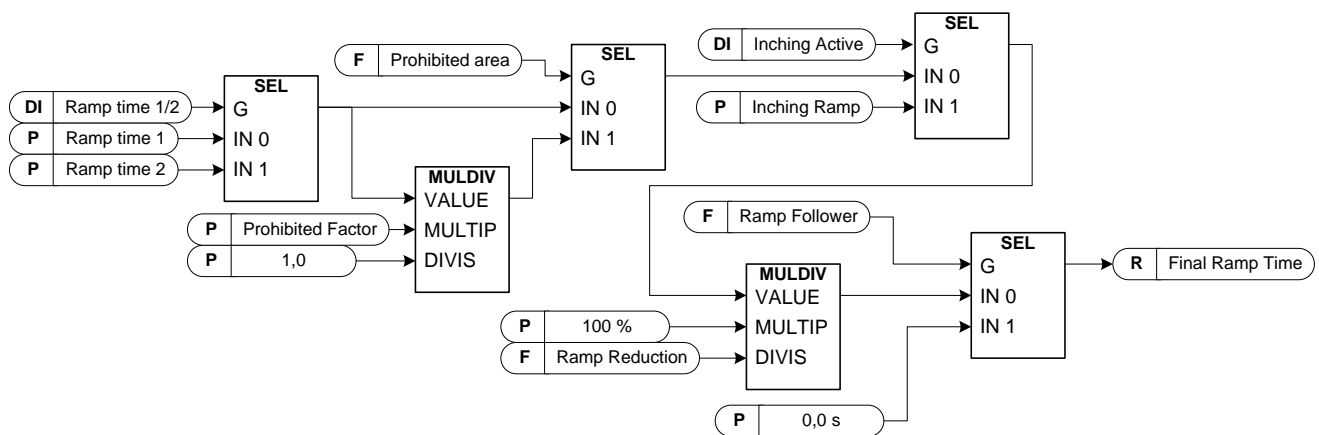 SEL
DI Inching Active
G
SEL
F Prohibited area
G
IN 0
SEL
IN 0
P Inching Ramp
IN 1
DI Ramp time 1/2
G
IN 0
P Ramp time 1
IN 0
IN 1
P Ramp time 2
IN 1
MULDIV
VALUE
F Ramp Follower
P Prohibited Factor
MULTIP
SEL
P 1,0
DIVIS
G
R Final Ramp Time
MULDIV
VALUE
IN 0
P 100 %
MULTIP
IN 1
F Ramp Reduction
DIVIS
P 0,0 s